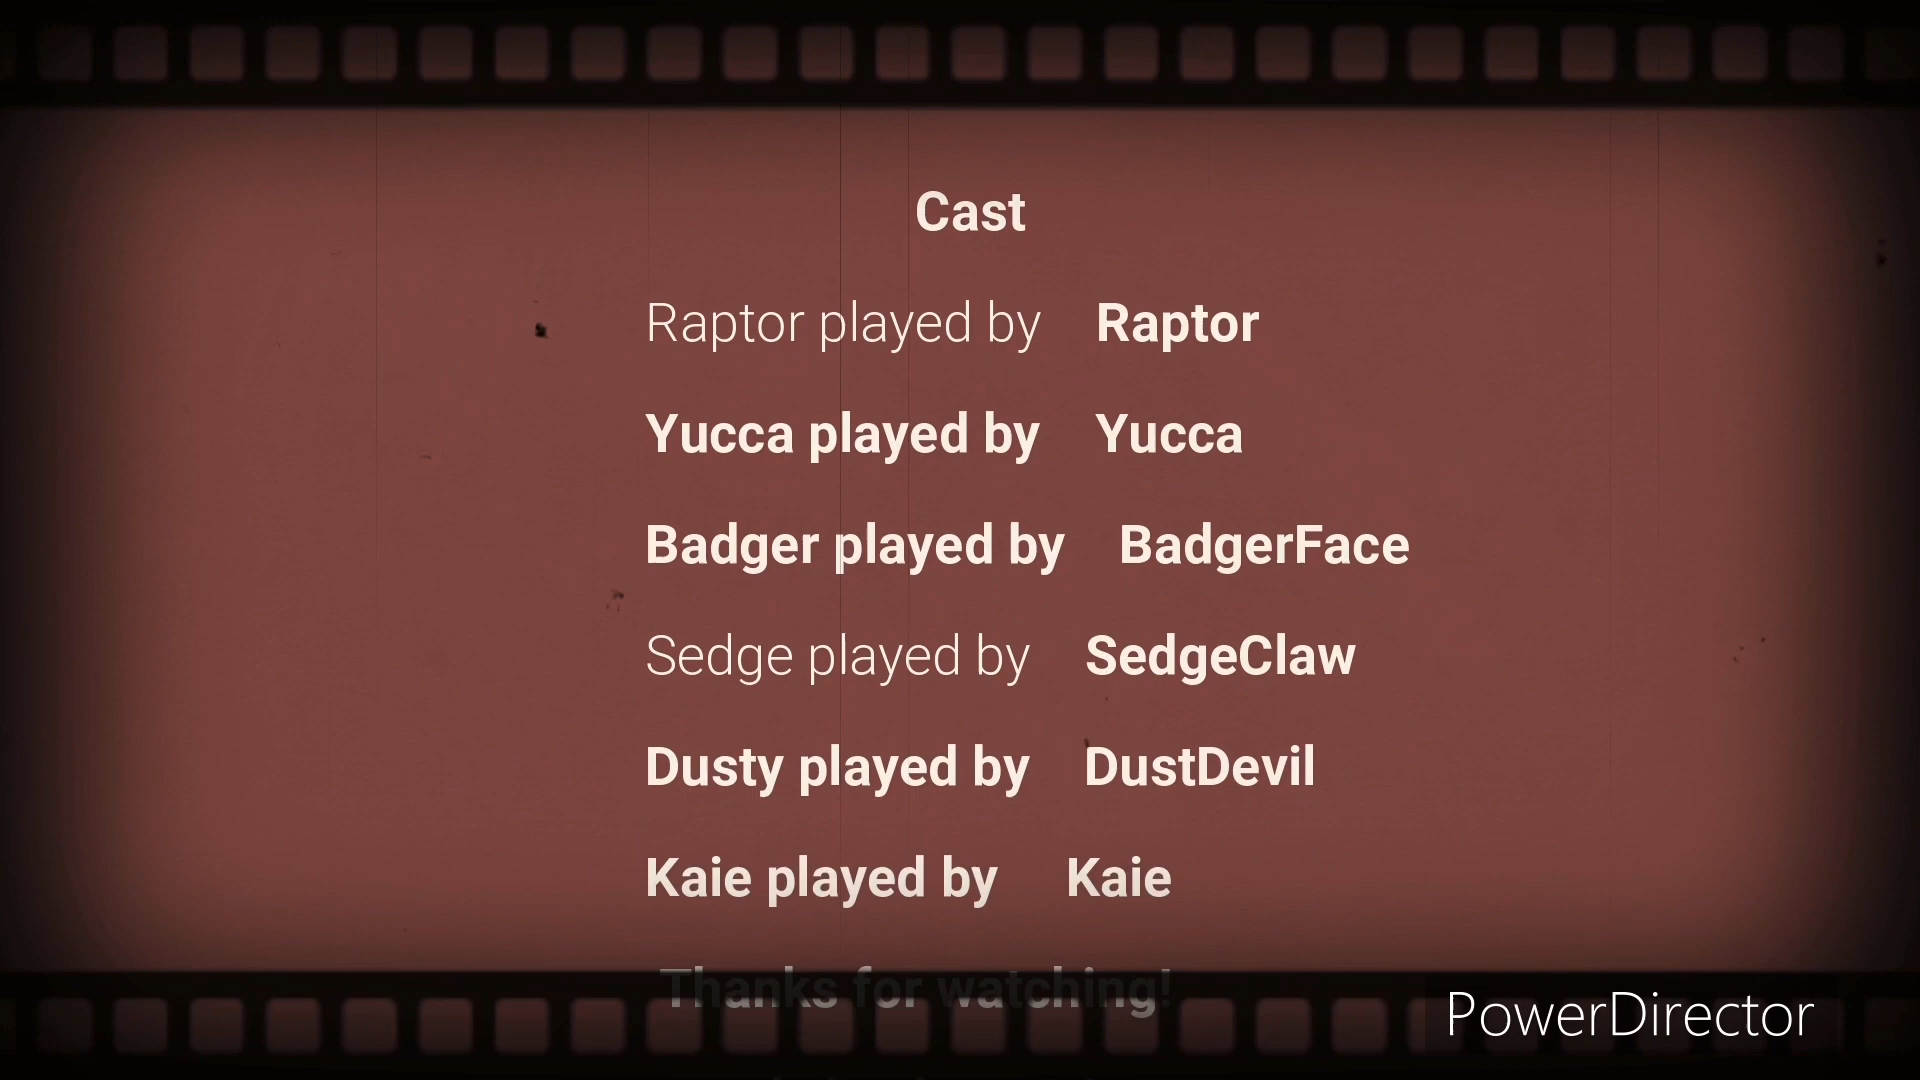 Cast
Raptor played by Raptor
Yucca played by Yucca
Badger played by BadgerFace
Sedge played by SedgeClaw
Dusty played by DustDevil
Kaie played by Kaie
Thanks for watching!
PowerDirector